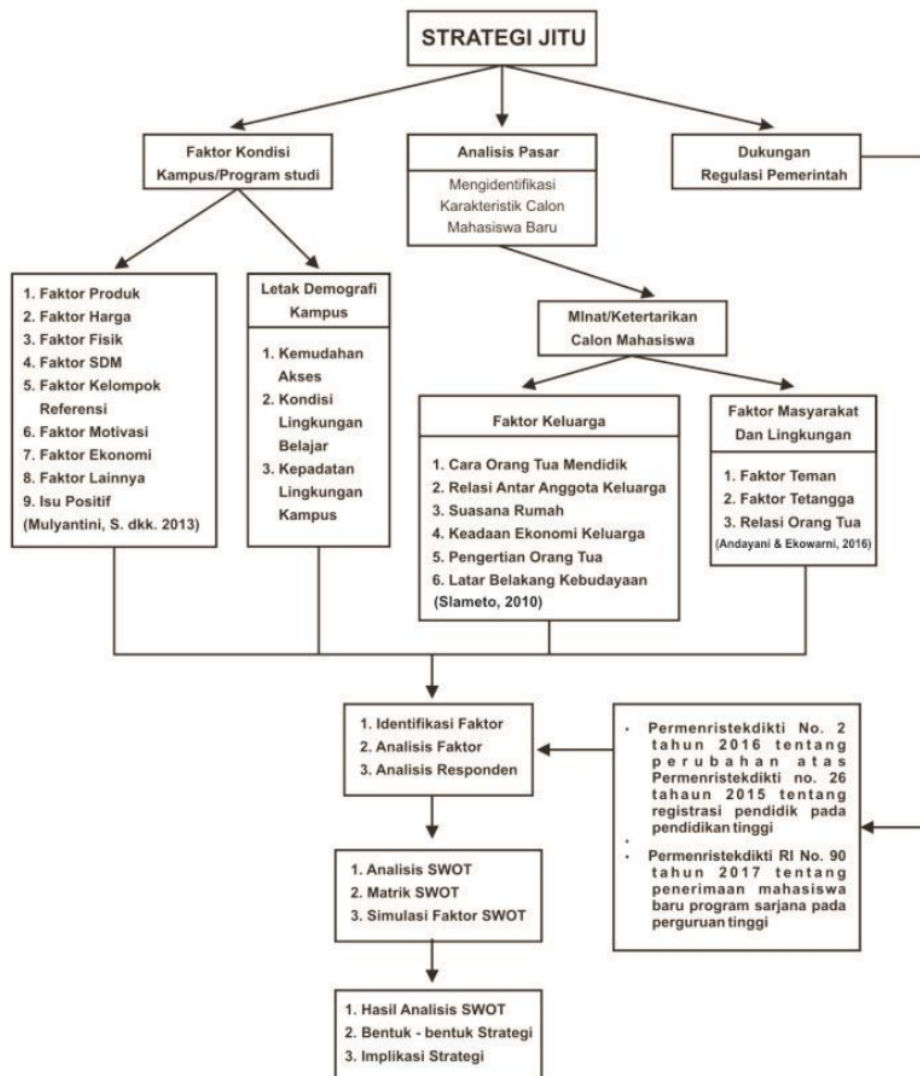 STRATEGI JITU
Faktor Kondisi
Kampus/Program studi
Analisis Pasar
Mengidentifikasi
Karakteristik Calon
Mahasiswa Baru
Dukungan
Regulasi Pemerintah
1. Faktor Produk
2. Faktor Harga
3. Faktor Fisik
4. Faktor SDM
5. Faktor Kelompok
Referensi
6. Faktor Motivasi
7. Faktor Ekonomi
8. Faktor Lainnya
9. Isu Positif
(Mulyantini, S. dkk. 2013)
Letak Demografi
Kampus
1. Kemudahan
Akses
2. Kondisi
Lingkungan
Belajar
3. Kepadatan
Lingkungan
Kampus
MInat/Ketertarikan
Calon Mahasiswa
Faktor Keluarga
1. Cara Orang Tua Mendidik
2. Relasi Antar Anggota Keluarga
3. Suasana Rumah
4. Keadaan Ekonomi Keluarga
5. Pengertian Orang Tua
6. Latar Belakang Kebudayaan
(Slameto, 2010)
Faktor Masyarakat
Dan Lingkungan
1. Faktor Teman
2. Faktor Tetangga
3. Relasi Orang Tua
(Andayani & Ekowarni, 2016)
1. Identifikasi Faktor
2. Analisis Faktor
3. Analisis Responden
• Permenristekdikti No. 2
tahun 2016 tentang
perubahan atas
Permenristekdikti no. 26
tahaun 2015 tentang
registrasi pendidik pada
pendidikan tinggi
•
• Permenristekdikti RI No. 90
tahun 2017 tentang
penerimaan mahasiswa
baru program sarjana pada
perguruan tinggi
1. Analisis SWOT
2. Matrik SWOT
3. Simulasi Faktor SWOT
1. Hasil Analisis SWOT
2. Bentuk - bentuk Strategi
3. Implikasi Strategi